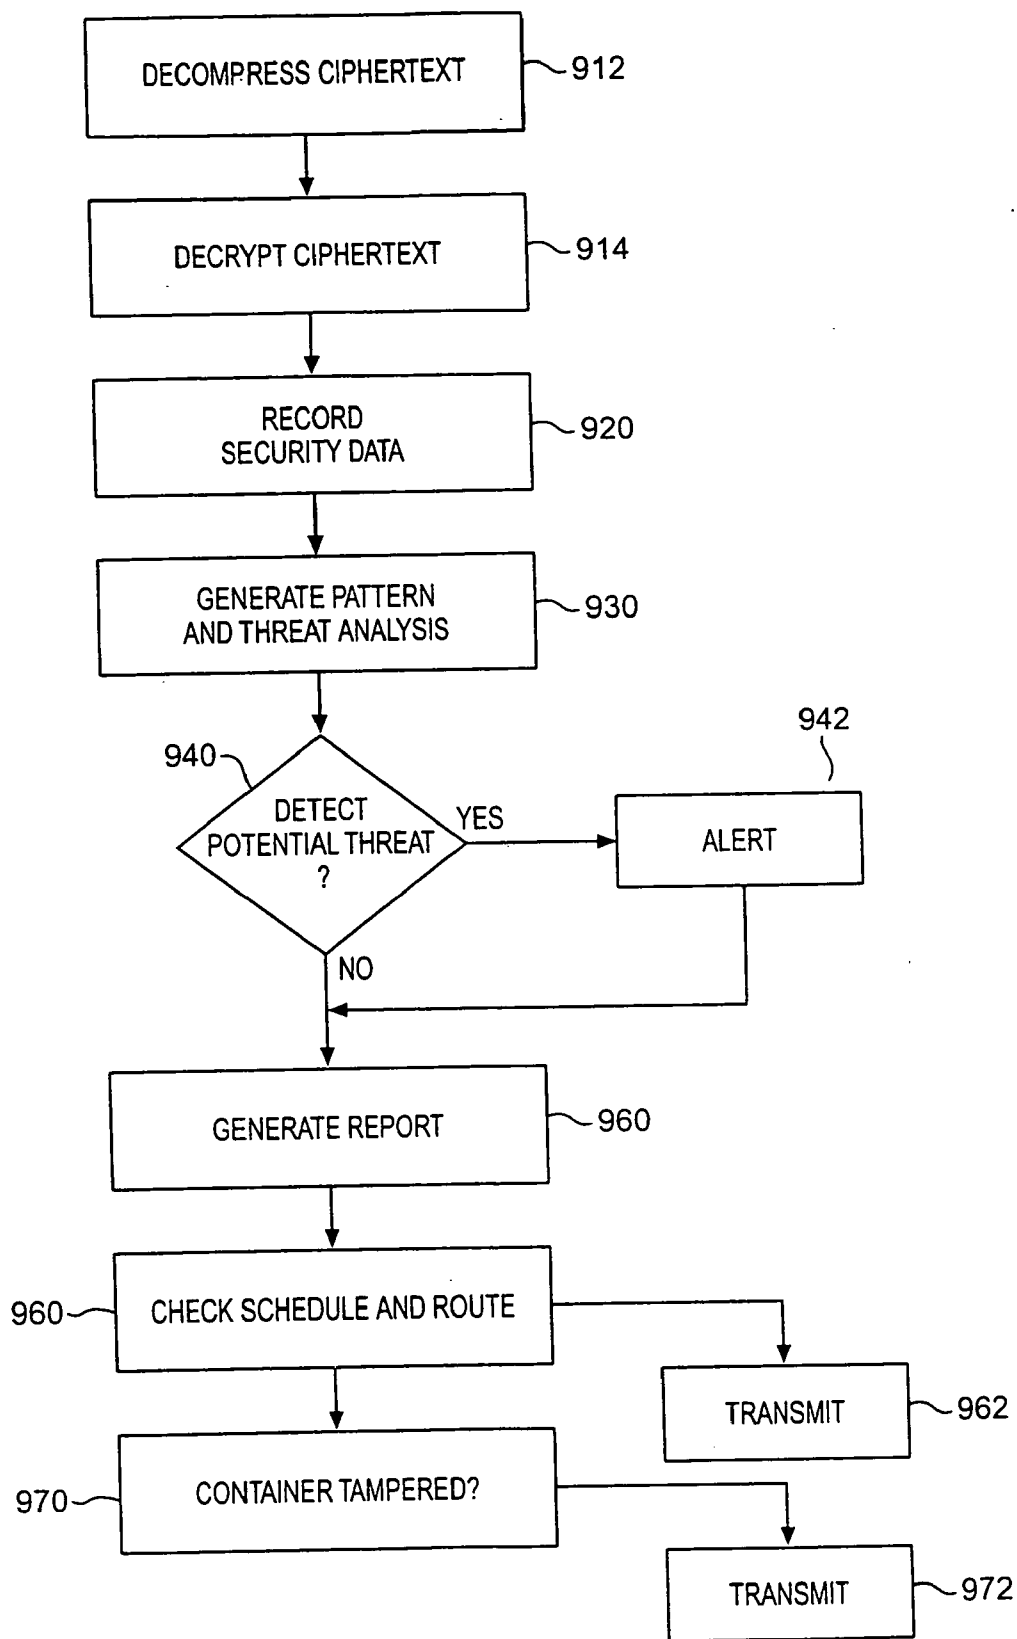 DECOMPRESS CIPHERTEXT
912
DECRYPT CIPHERTEXT
914
RECORD
SECURITY DATA
920
GENERATE PATTERN
AND THREAT ANALYSIS
930
942
940
DETECT
POTENTIAL THREAT
?
YES
ALERT
NO
GENERATE REPORT
960
960
CHECK SCHEDULE AND ROUTE
TRANSMIT
962
970
CONTAINER TAMPERED?
TRANSMIT
972